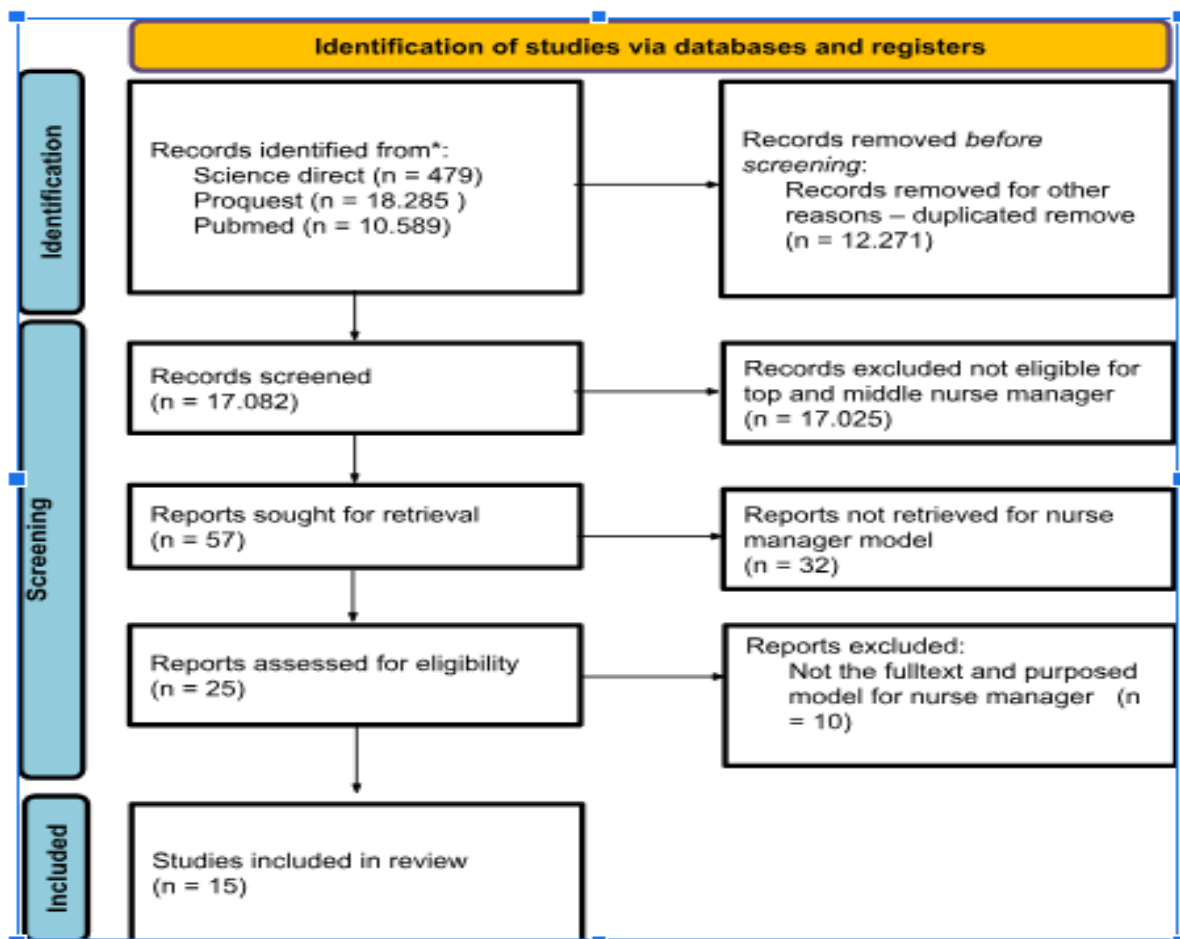 Identification of studies via databases and registers
Identification
Records identified from*:
Science direct (n = 479)
Proquest (n = 18.285 )
Pubmed (n = 10.589)
Records removed before
screening:
Records removed for other
reasons – duplicated remove
(n = 12.271)
Screening
Records screened
(n = 17.082)
Records excluded not eligible for
top and middle nurse manager
(n = 17.025)
Reports sought for retrieval
(n = 57)
Reports not retrieved for nurse
manager model
(n = 32)
Reports assessed for eligibility
(n = 25)
Reports excluded:
Not the fulltext and purposed
model for nurse manager (n
= 10)
Included
Studies included in review
(n = 15)